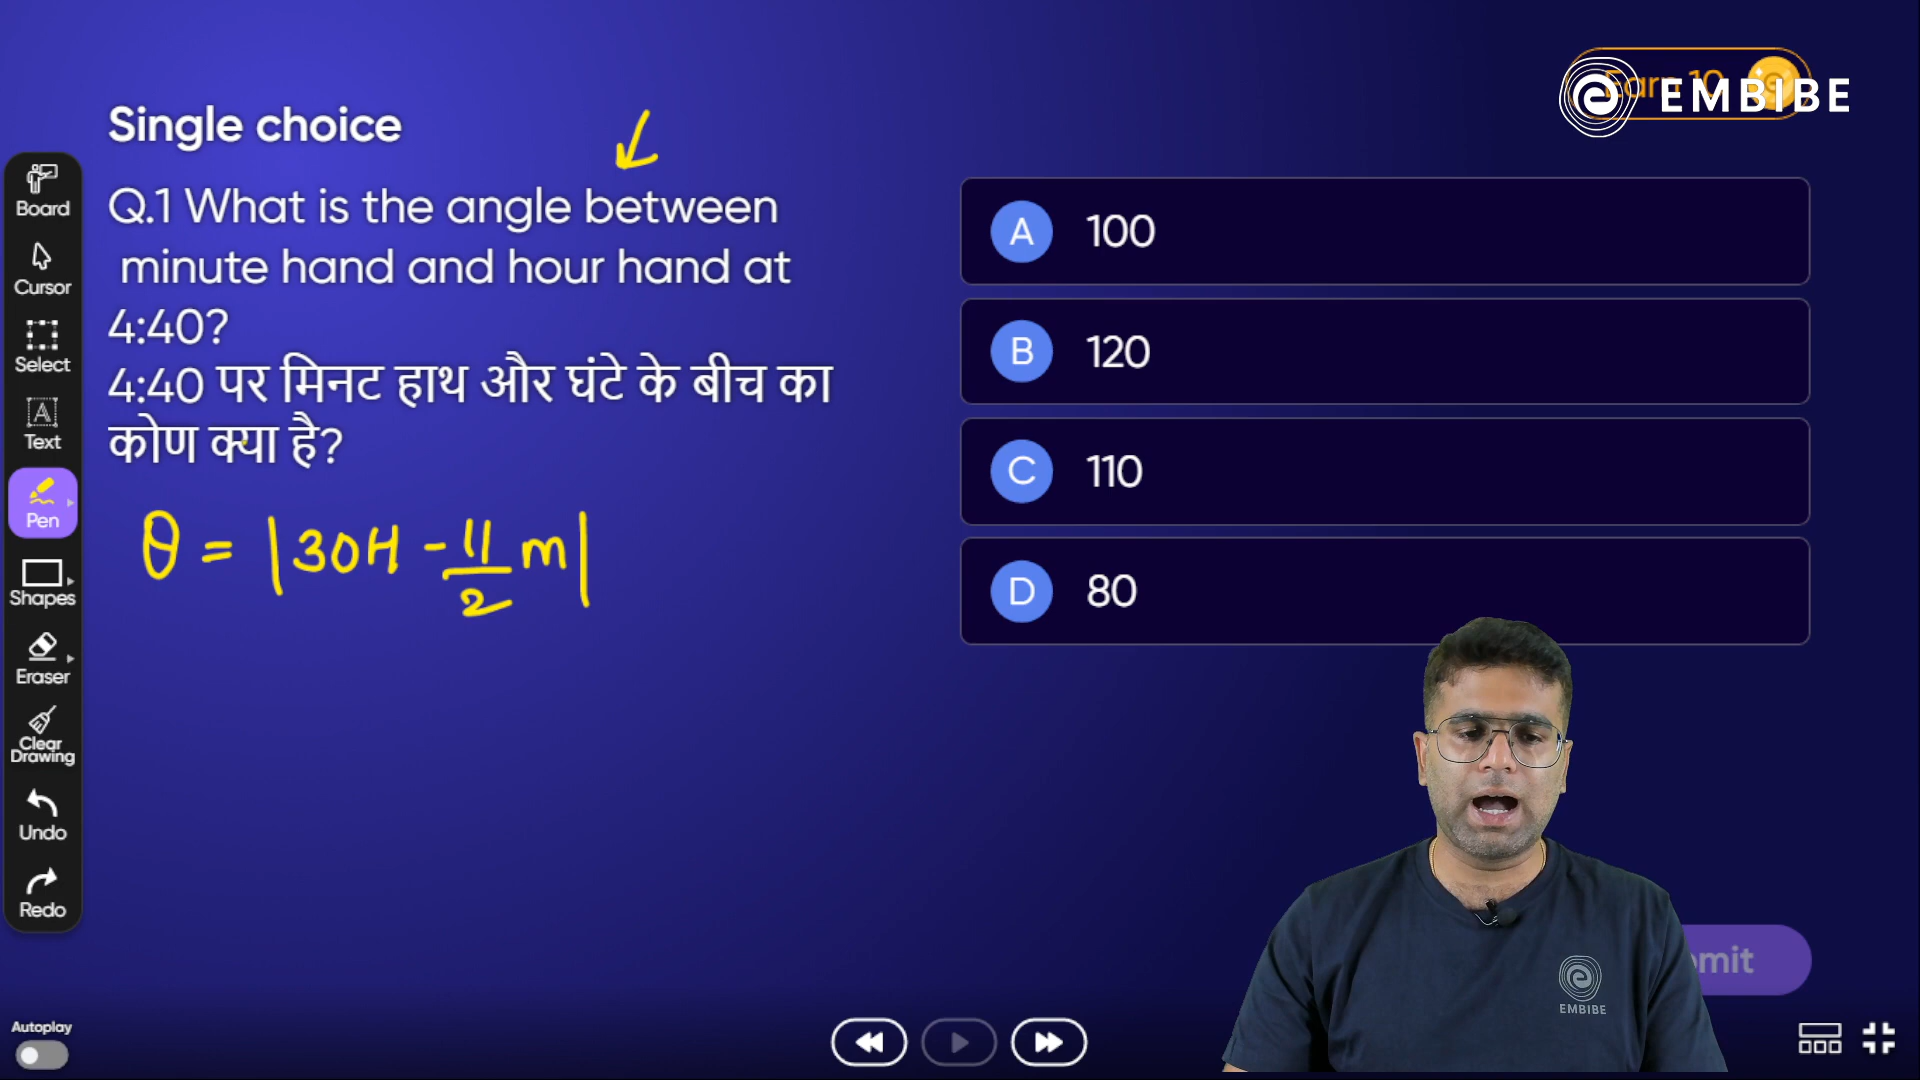 EMBIBE
Single choice
Q.1 What is the angle between
minute hand and hour hand at
4:40?
4:40 पर मिनट हाथ और घंटे के बीच का
कोण क्या है?
θ = |30H - 11/2 m|
A 100
B 120
C 110
D 80
Board
Cursor
Select
A
Text
Pen
Shapes
Eraser
Clear
Drawing
Undo
Redo
Autoplay
EMBIBE